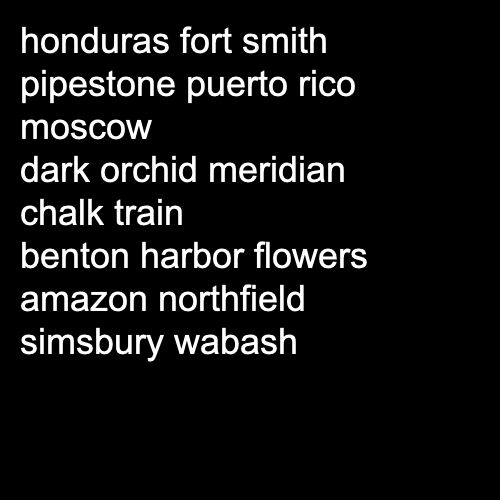 honduras fort smith
pipestone puerto rico
moscow
dark orchid meridian
chalk train
benton harbor flowers
amazon northfield
simsbury wabash